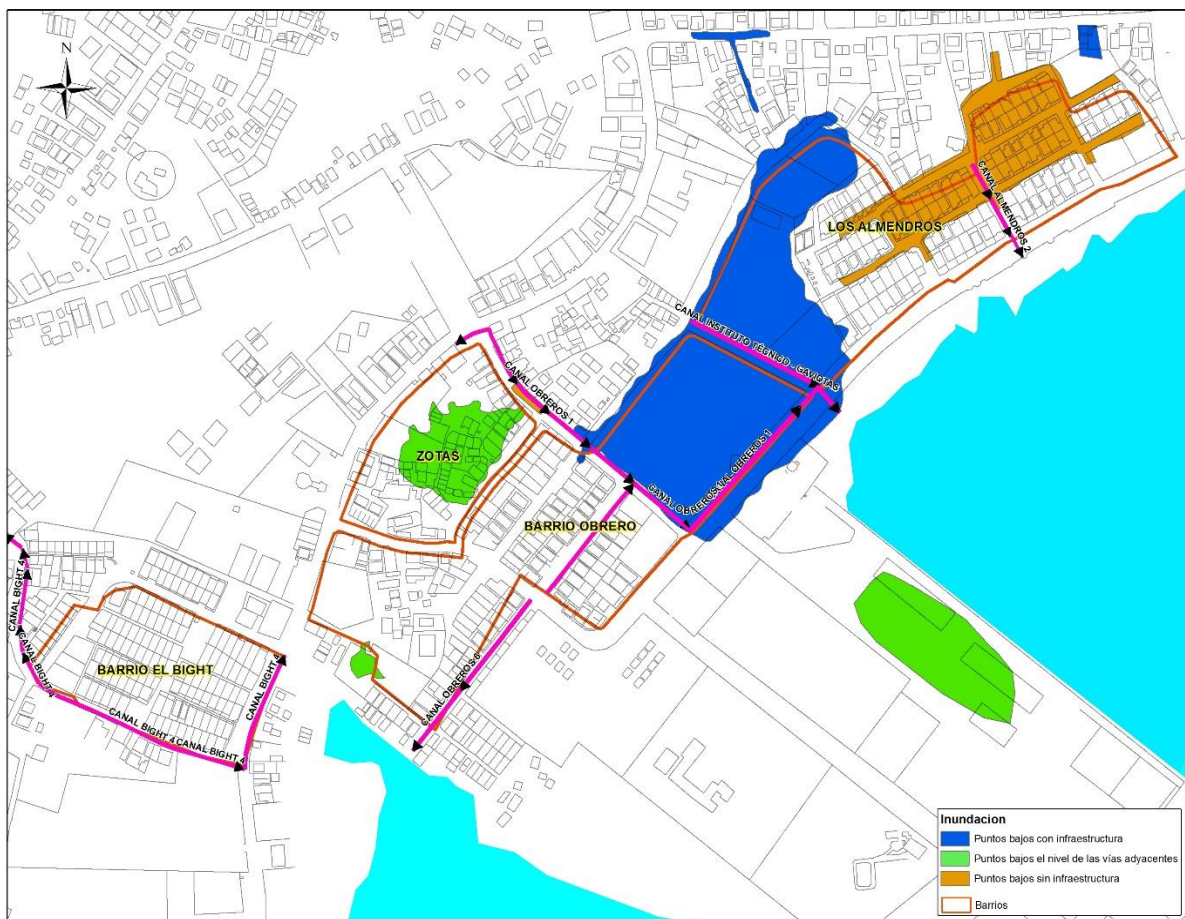 N
LOS ALMENDROS
CANAL ALMENDROS 2
CANAL INSTITUTO TÉCNICO - GAVIOTAS
CANAL OBREROS 1
ZOTAS
CANAL OBREROS 1
CANAL OBREROS 1
BARRIO OBRERO
CANAL BIGHT 4
CANAL BIGHT 4
BARRIO EL BIGHT
CANAL BIGHT 4
CANAL OBREROS 6
CANAL BIGHT 4
CANAL BIGHT 4
Inundacion
Puntos bajos con infraestructura
Puntos bajos el nivel de las vías adyacentes
Puntos bajos sin infraestructura
Barrios